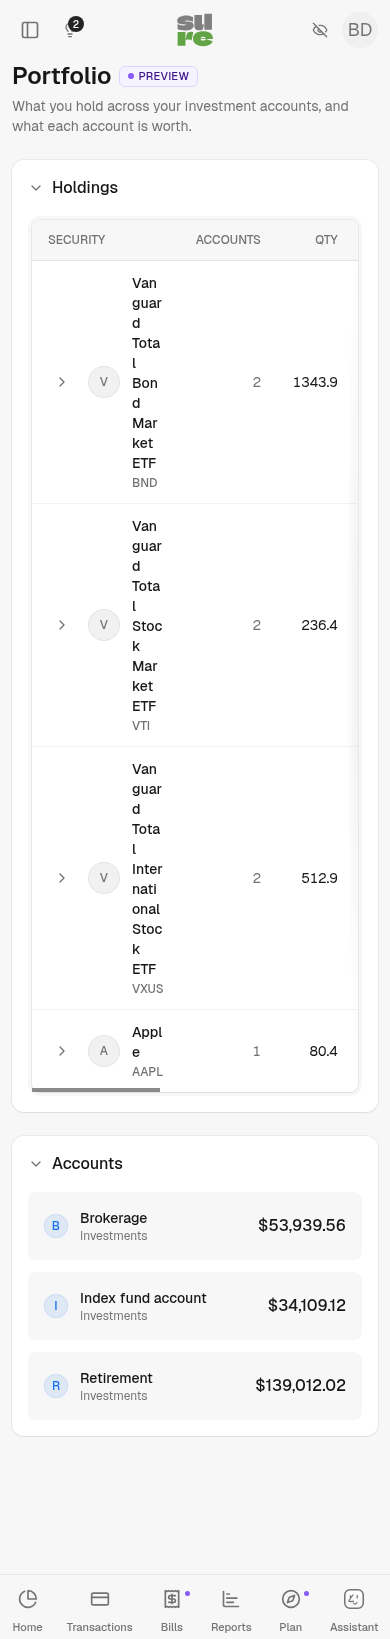 2
sure
BD
Portfolio
PREVIEW
What you hold across your investment accounts, and
what each account is worth.
Holdings
SECURITY ACCOUNTS QTY
V
Van
guar
d
Tota
l
Bon
d
Mar
ket
ETF
BND
2 1343.9
V
Van
guar
d
Tota
l
Stoc
k
Mar
ket
ETF
VTI
2 236.4
V
Van
guar
d
Tota
l
Inter
nati
onal
Stoc
k
ETF
VXUS
2 512.9
A
Appl
e
AAPL
1 80.4
Accounts
B
Brokerage
Investments
$53,939.56
I
Index fund account
Investments
$34,109.12
R
Retirement
Investments
$139,012.02
Home Transactions Bills Reports Plan Assistant